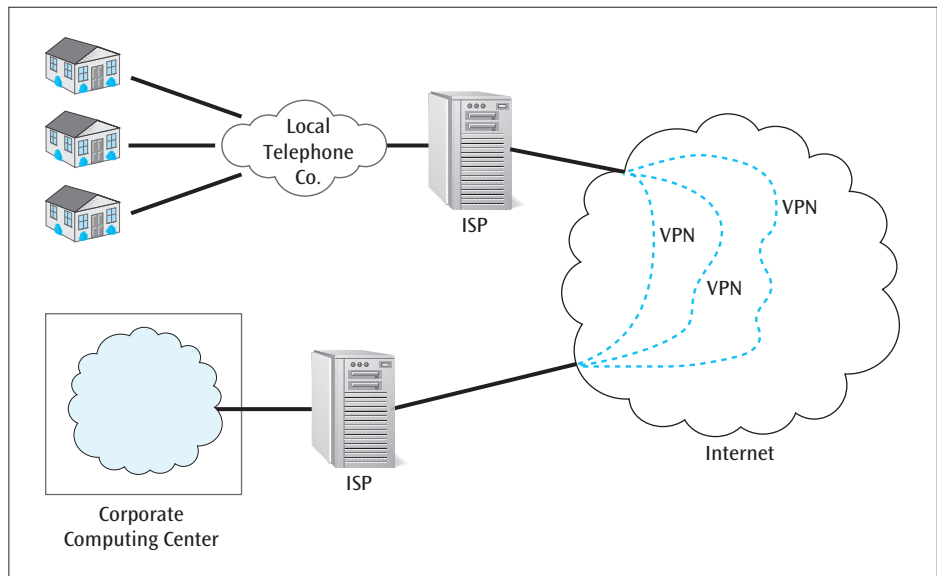 Local
Telephone
Co.
ISP
VPN
VPN
VPN
Internet
ISP
Corporate
Computing Center